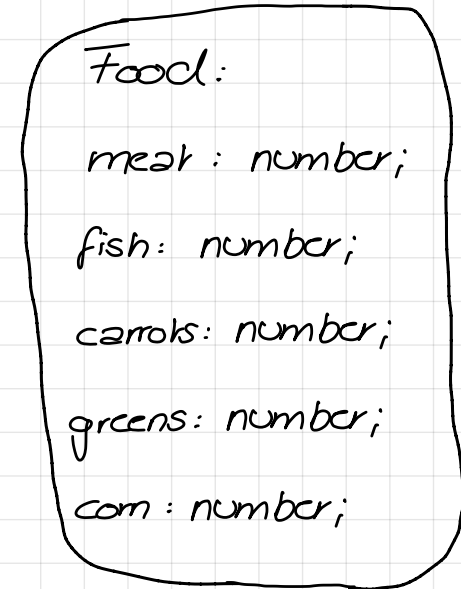 Food:
meat : number;
fish: number;
carrots: number;
greens: number;
corn : number;